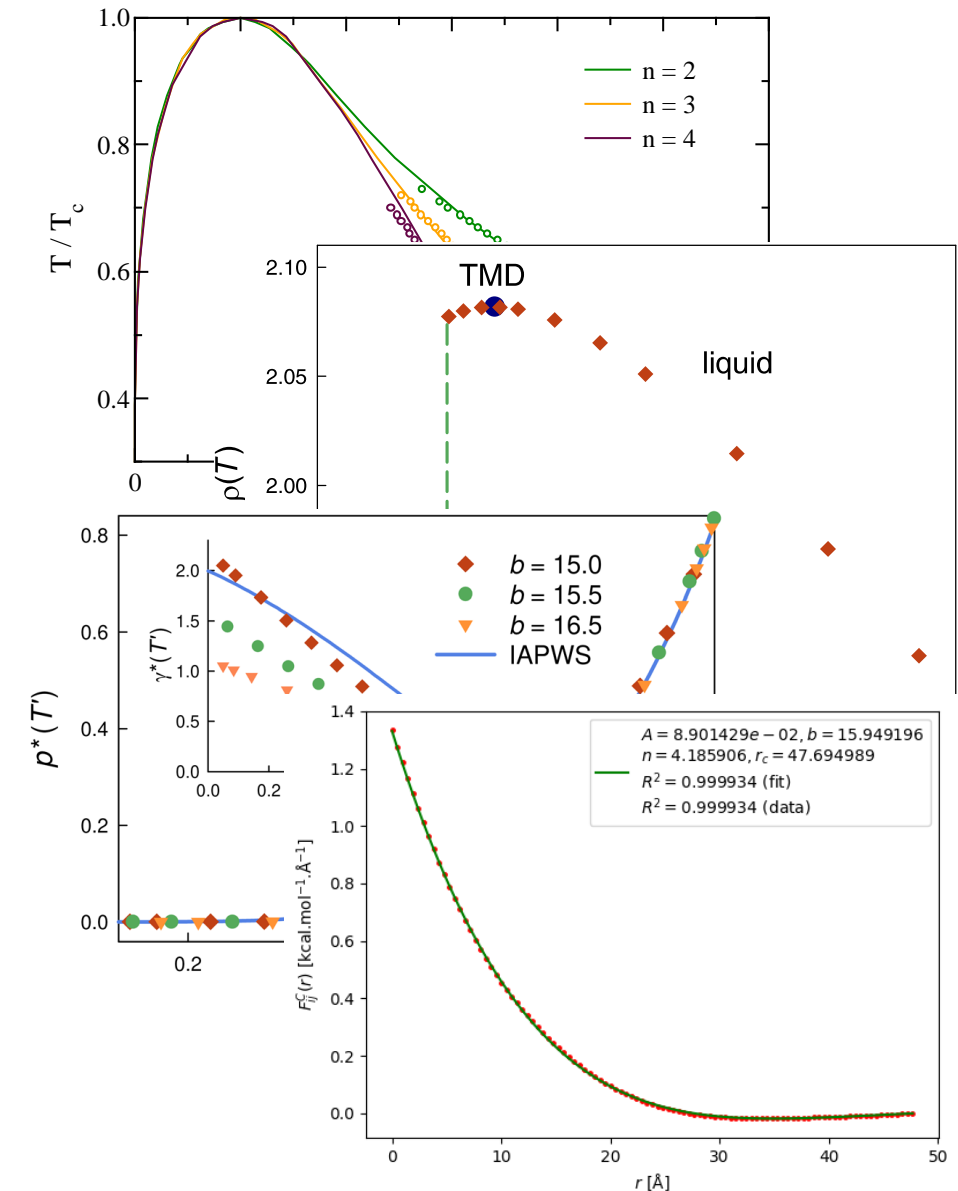 1.0
0.8
0.6
0.4
0
T / T_c
n = 2
n = 3
n = 4
2.10
2.05
2.00
ρ(T)
TMD
liquid
0.8
0.6
0.4
0.2
0.0
0.2
p*(T′)
2.0
1.5
1.0
0.5
0.0
0.0 0.2
γ*(T′)
b = 15.0
b = 15.5
b = 16.5
IAPWS
1.4
1.2
1.0
0.8
0.6
0.4
0.2
0.0
0 10 20 30 40 50
F_{ij}^C(r) [kcal.mol⁻¹.Å⁻¹]
r [Å]
A = 8.901429e − 02, b = 15.949196
n = 4.185906, r_c = 47.694989
R² = 0.999934 (fit)
R² = 0.999934 (data)